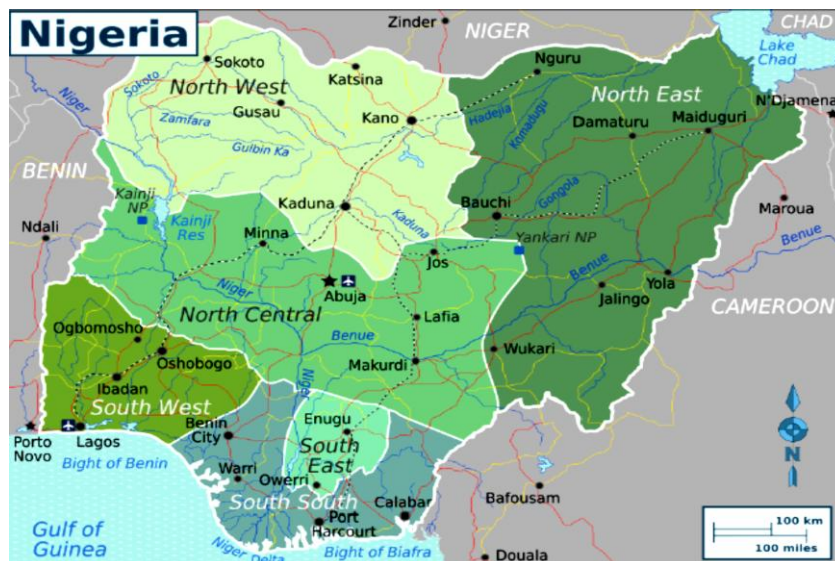 Nigeria
Zinder
NIGER
CHAD
Lake
Chad
N'Djamena
Sokoto
Sokoto
Katsina
North West
Gusau
Kano
Nguru
North East
Niger
Zamfara
Hadejia
Komadugu
Damaturu
Maiduguri
Gulbin Ka
BENIN
Kainji
NP
Kaduna
Kaduna
Bauchi
Gongola
Maroua
Ndali
Kainji
Res
Minna
Jos
Yankari NP
Benue
Benue
Niger
Abuja
Yola
Jalingo
CAMEROON
North Central
Lafia
Ogbomosho
Oshobogo
Benue
Makurdi
Wukari
Ibadan
South West
Niger
Enugu
Porto
Novo
Lagos
Benin
City
South
East
N
Bight of Benin
Warri
Owerri
South South
Calabar
Bafousam
Port
Harcourt
Gulf of
Guinea
Niger Delta
Bight of Biafra
Douala
100 km
100 miles